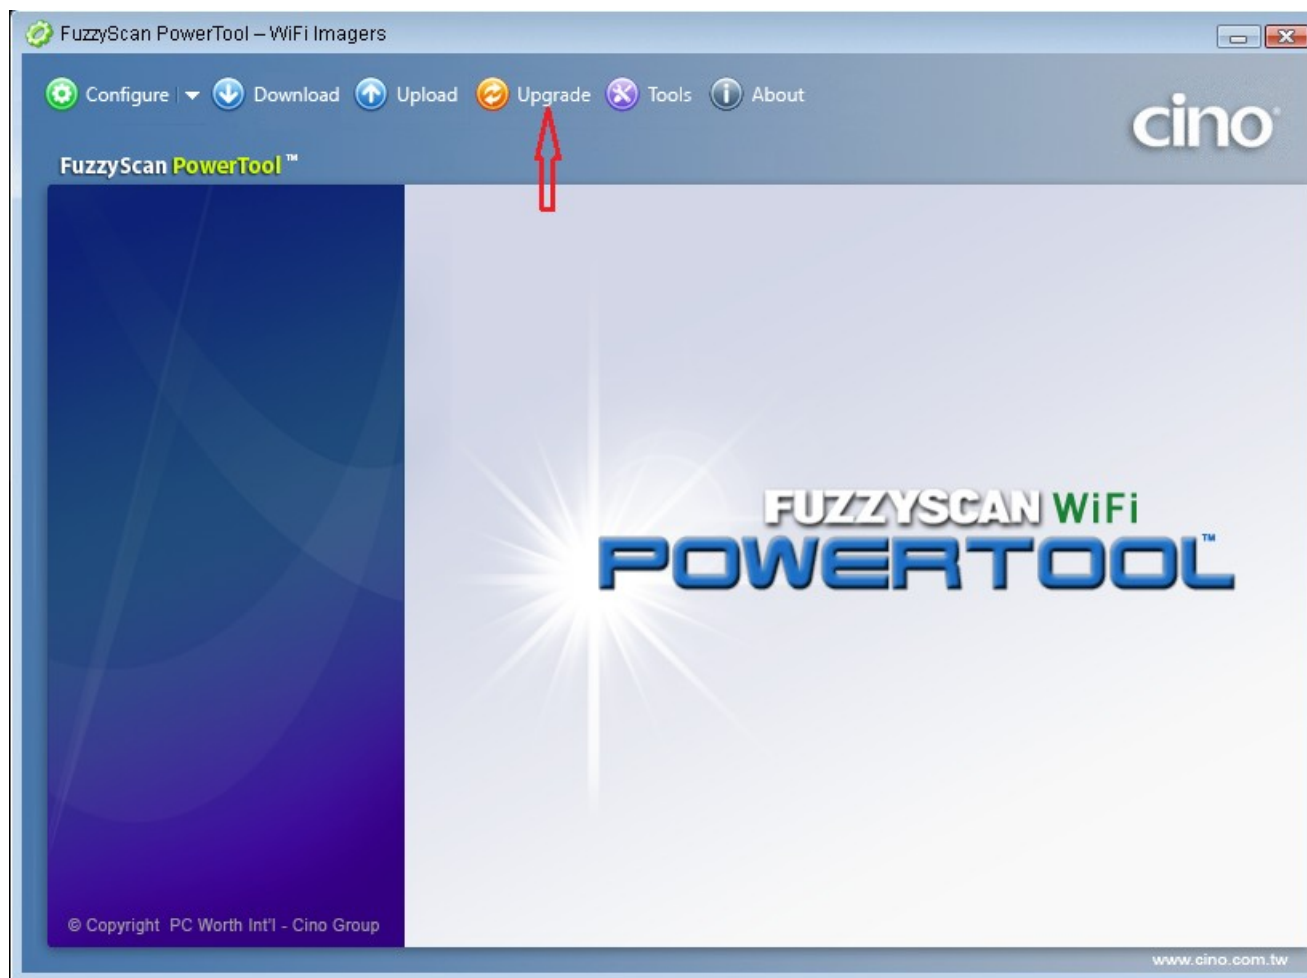 FuzzyScan PowerTool – WiFi Imagers
Configure Download Upload Upgrade Tools About
cino
FuzzyScan PowerTool™
FUZZYSCAN WiFi
POWERTOOL™
© Copyright PC Worth Int'l - Cino Group
www.cino.com.tw